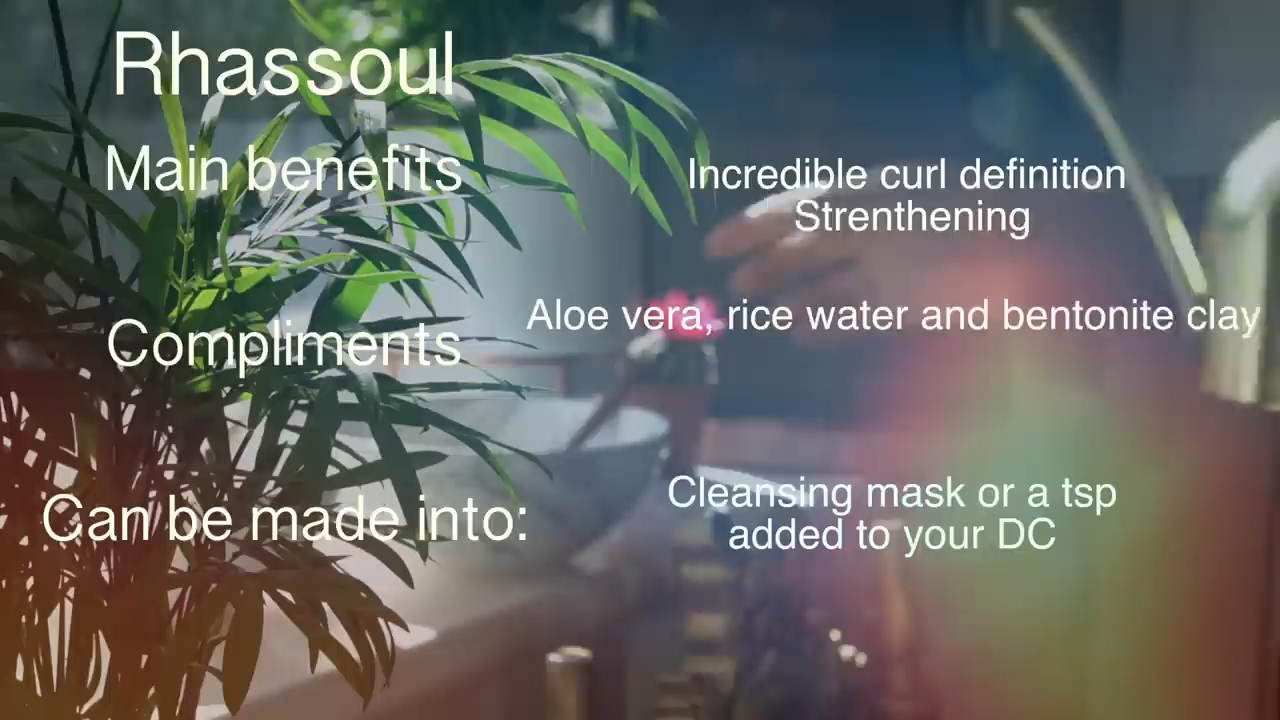 Rhassoul
Main benefits
Incredible curl definition
Strenthening
Compliments
Aloe vera, rice water and bentonite clay
Can be made into:
Cleansing mask or a tsp
added to your DC